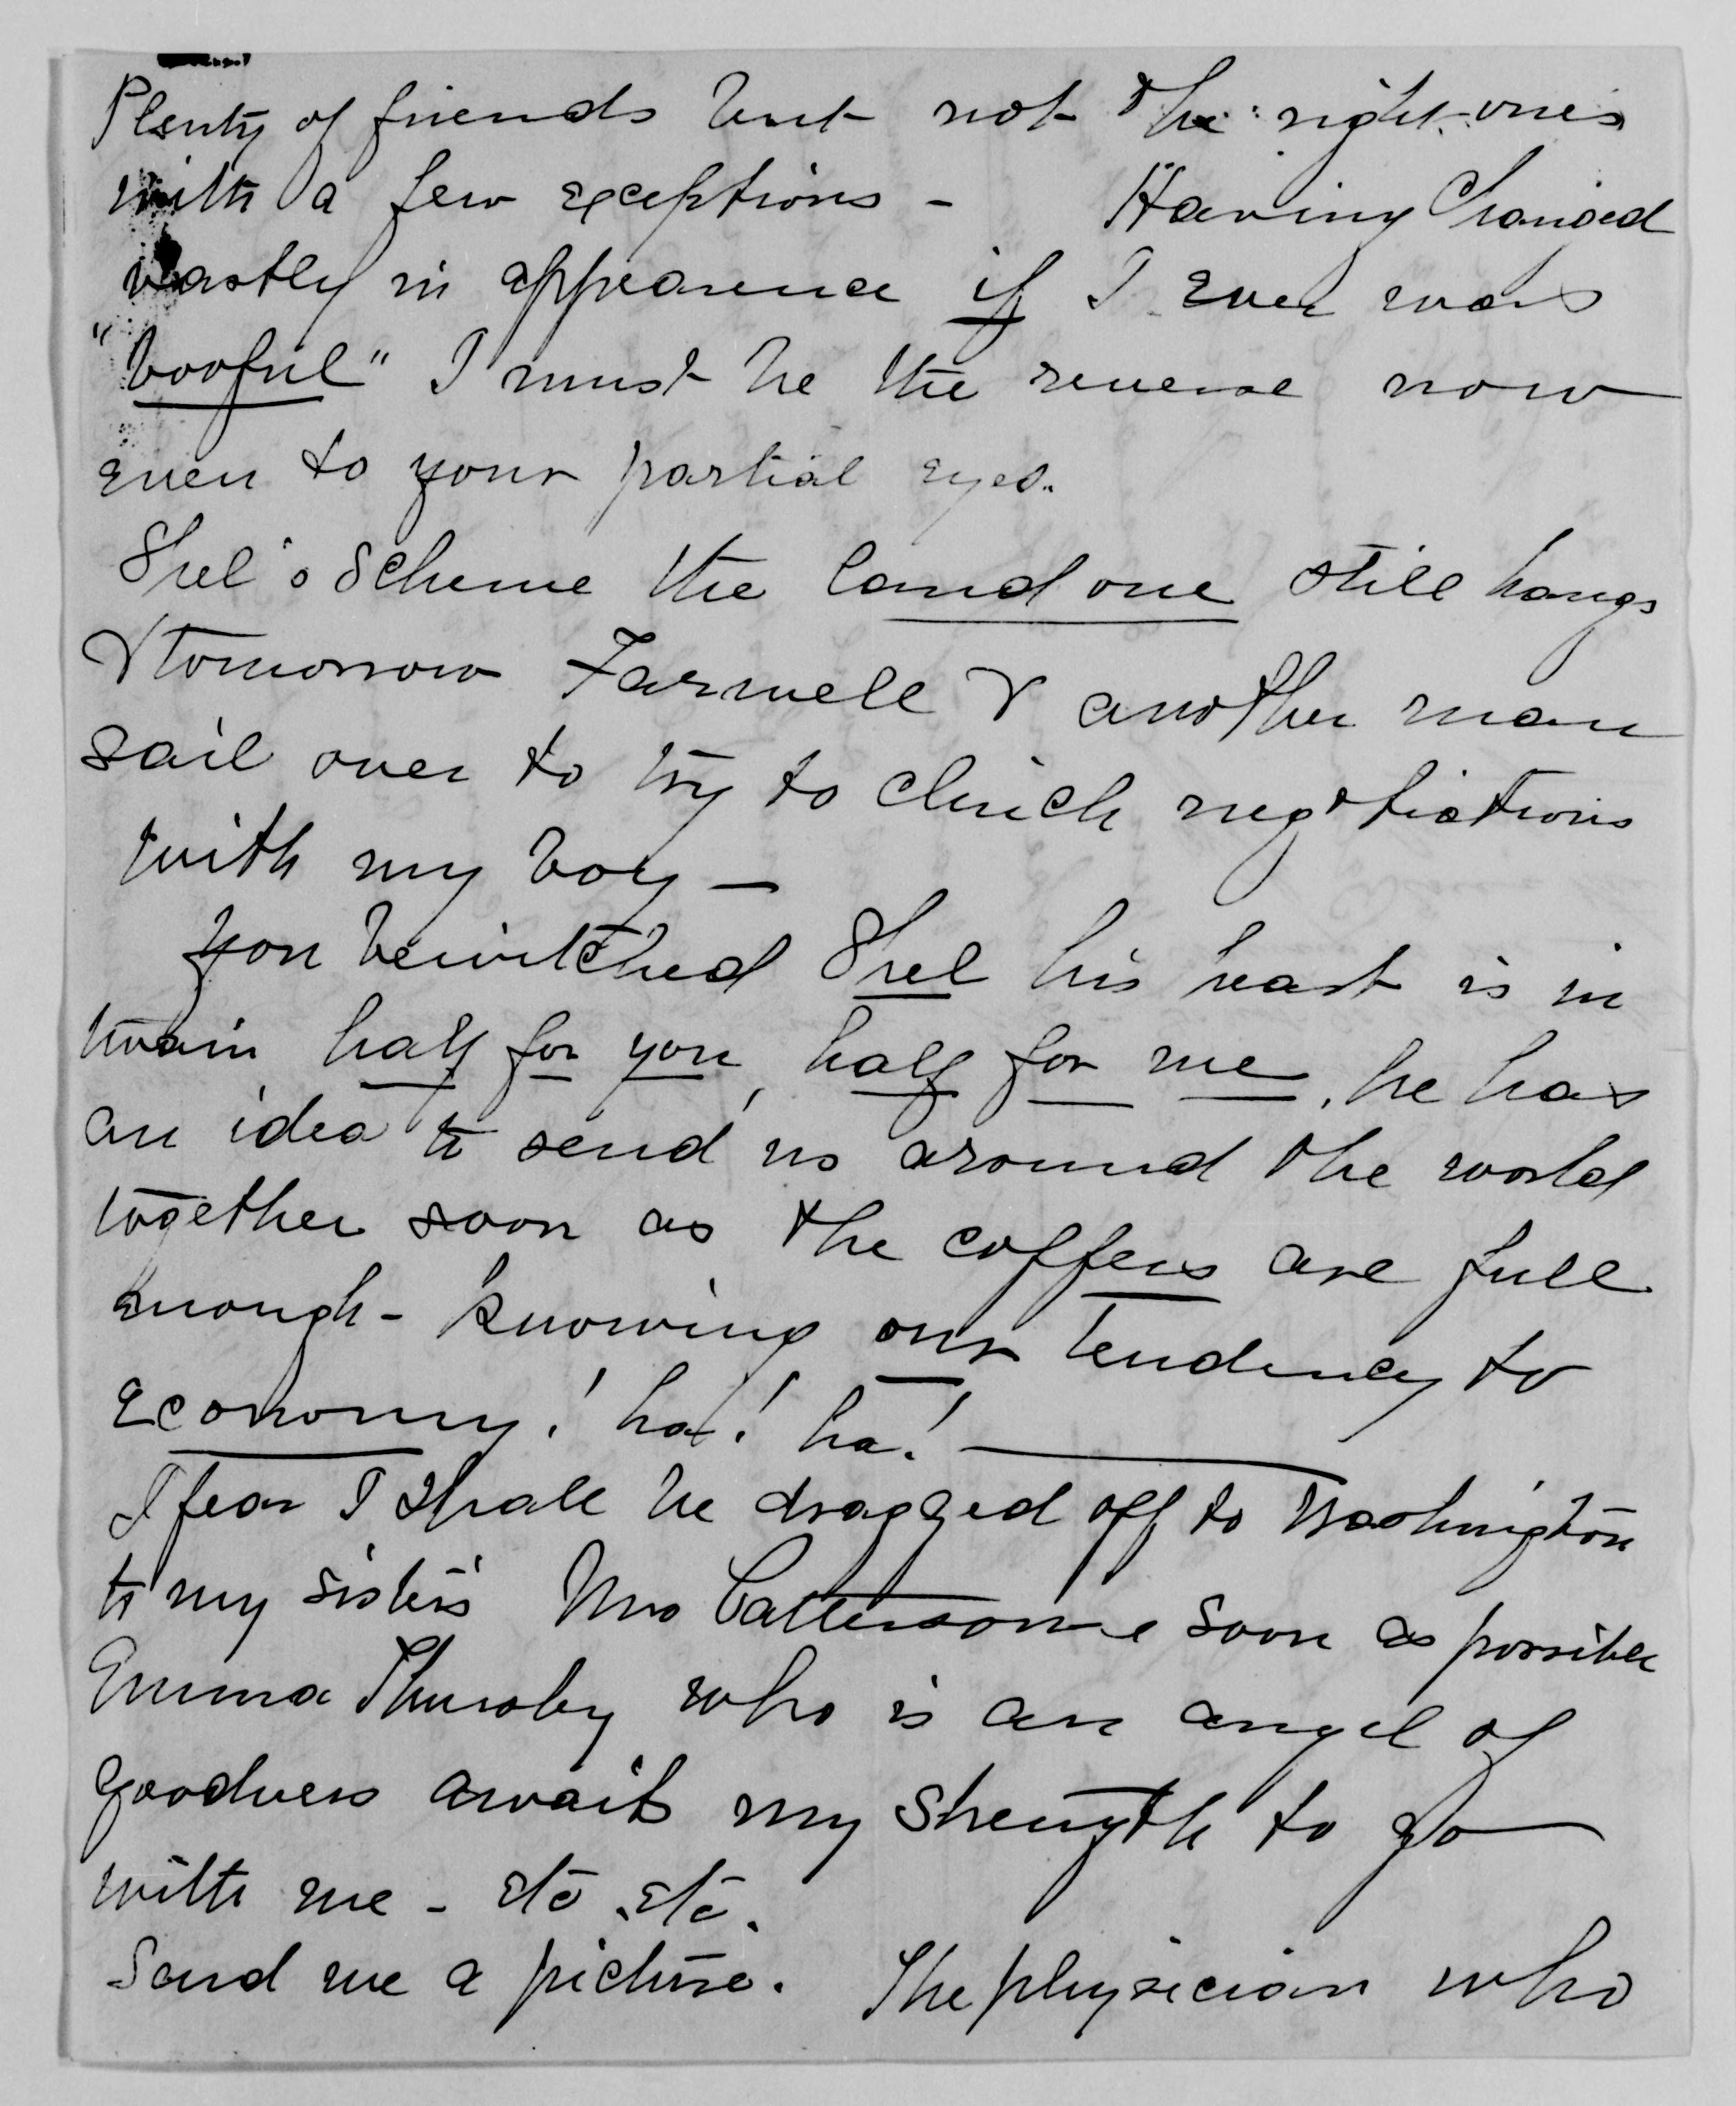 Plenty of friends but not the right ones
with a few exceptions - Having Changed
vastly in appearance if I ever was
"booful" I must be the reverse now
even to your partial eyes.
Shel's Scheme the land one still hangs
& tomorrow Farwell & another man
sail over to try to clinch negotiations
with my boy —
you bewitched Shel his heart is in
twain, half for you, half for me, he has
an idea to send us around the world
together soon as the coffers are full
enough - knowing our tendency to
economy! ha! ha! —
I fear I shall be dragged off to Washington
to my sister's Mrs soon as possible
Emma Thursby who is an angel of
goodness awaits my strength to go
with me - etc. etc.
Send me a picture. The physician who